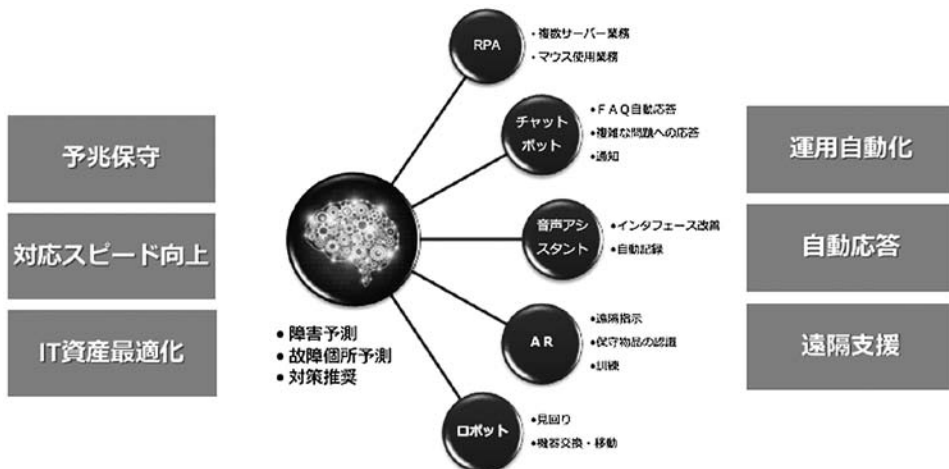 RPA
・複数サーバー業務
・マウス使用業務
チャット
ボット
•ＦＡＱ自動応答
•複雑な問題への応答
•通知
予兆保守
対応スピード向上
IT資産最適化
音声アシ
スタント
•インタフェース改善
•自動記録
運用自動化
自動応答
遠隔支援
• 障害予測
• 故障個所予測
• 対策推奨
ＡＲ
•遠隔指示
•保守物品の認識
•訓練
ロボット
•見回り
•機器交換・移動